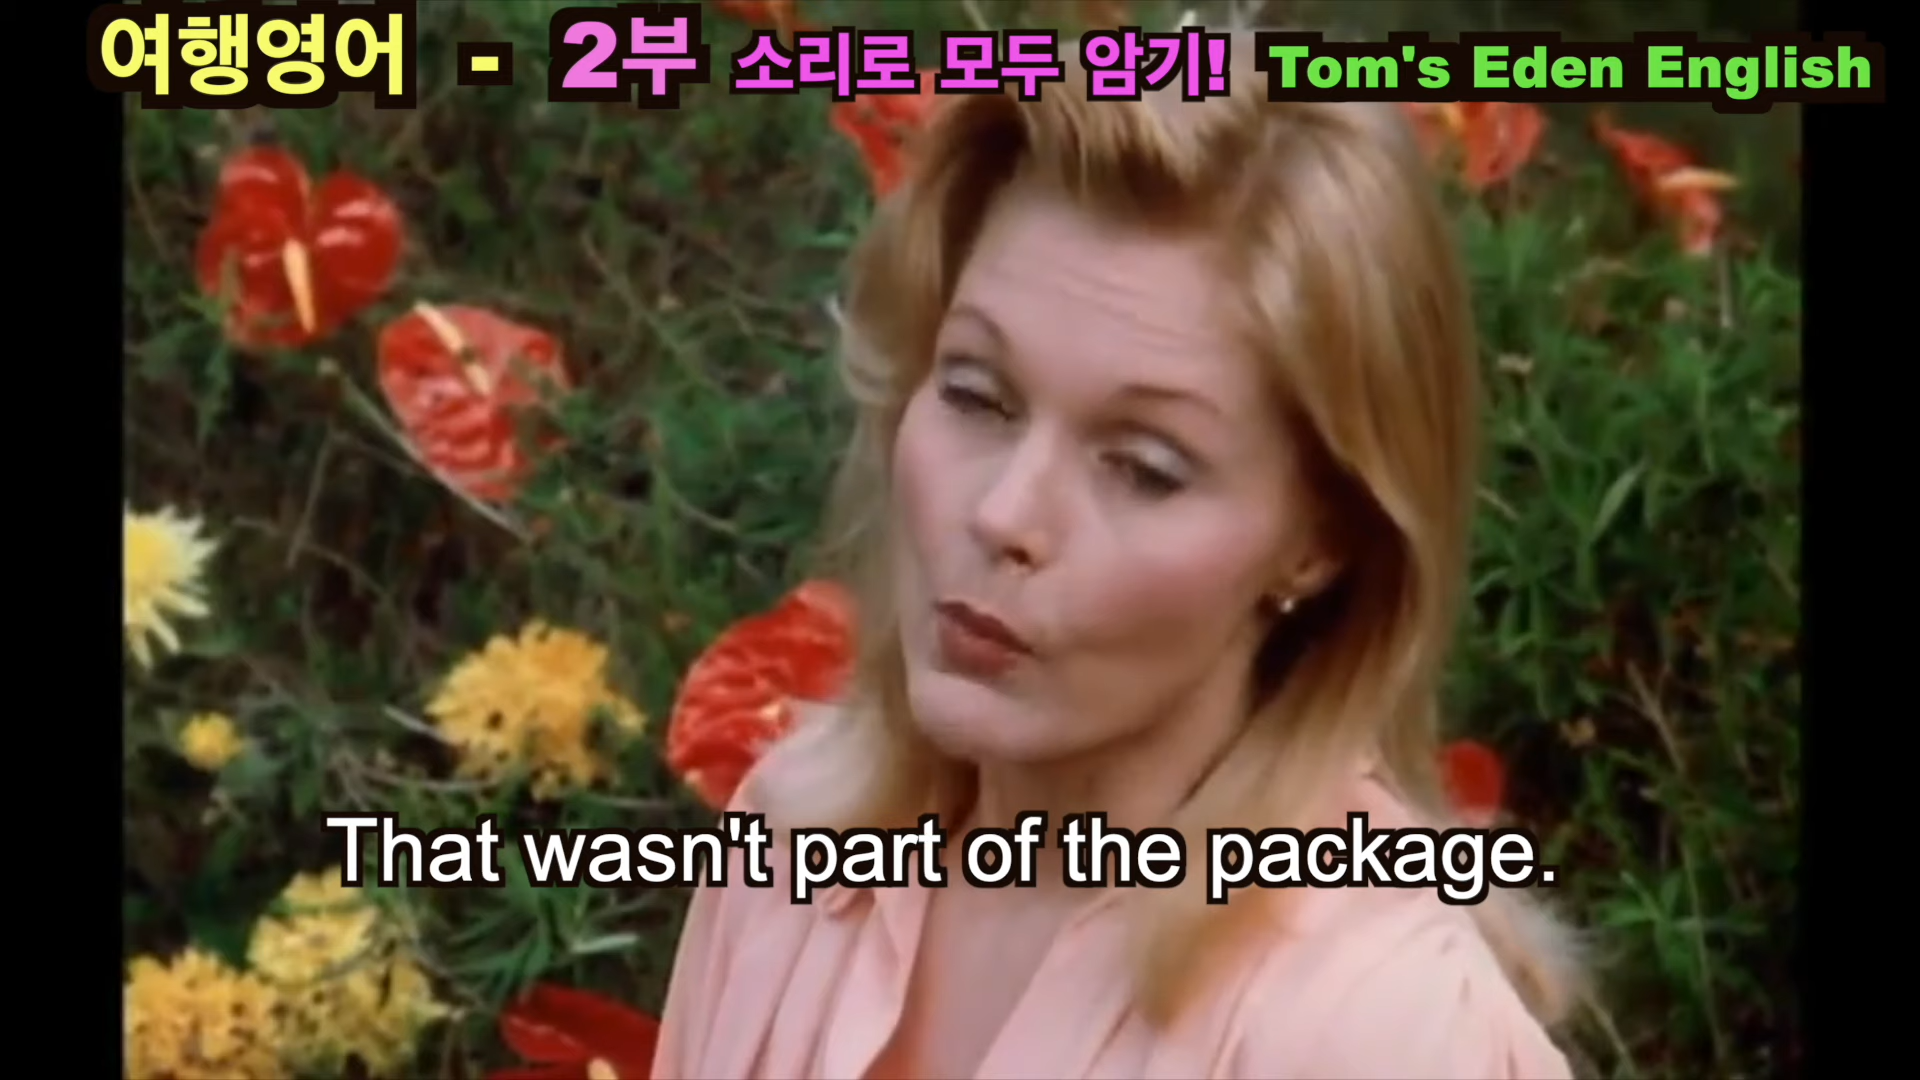 여행영어 - 2부 소리로 모두 암기! Tom's Eden English
That wasn't part of the package.